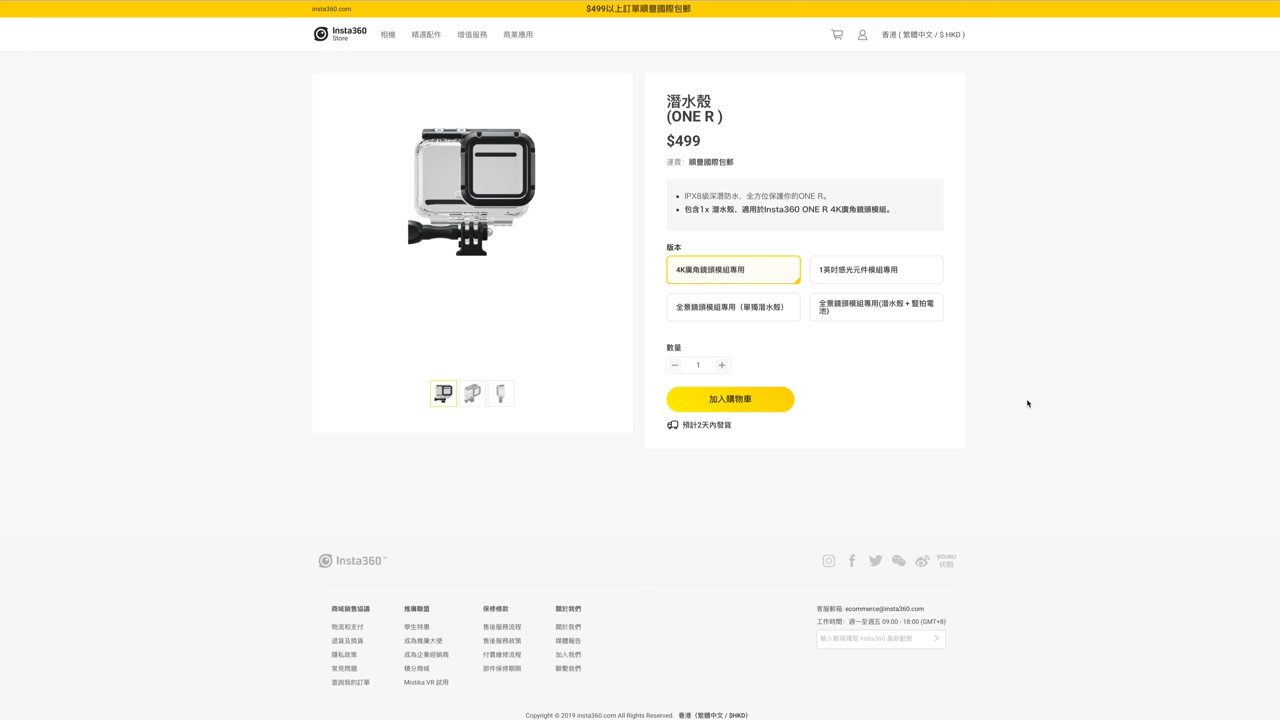 insta360.com
$499以上訂單順豐國際包郵
Insta360
Store
相機
精選配件
增值服務
商業應用
香港 ( 繁體中文 / $ HKD )
潛水殼
(ONE R )
$499
運費： 順豐國際包郵
IPX8級深潛防水，全方位保護你的ONE R。
包含1x 潛水殼，適用於Insta360 ONE R 4K廣角鏡頭模組。
版本
4K廣角鏡頭模組專用
1英吋感光元件模組專用
全景鏡頭模組專用（單獨潛水殼）
全景鏡頭模組專用(潛水殼 + 豎拍電
池)
數量
1
加入購物車
預計2天內發貨
Insta360™
YOUKU
优酷
商城銷售協議
物流和支付
退貨及換貨
隱私政策
常見問題
查詢我的訂單
推廣聯盟
學生特惠
成為推廣大使
成為企業經銷商
積分商城
Mistika VR 試用
保修條款
售後服務流程
售後服務政策
付費維修流程
部件保修期限
關於我們
關於我們
媒體報告
加入我們
聯繫我們
客服郵箱: ecommerce@insta360.com
工作時間：週一至週五 09:00 - 18:00 (GMT+8)
輸入郵箱獲取 Insta360 最新動態
Copyright © 2019 insta360.com All Rights Reserved. 香港（繁體中文 / $HKD）